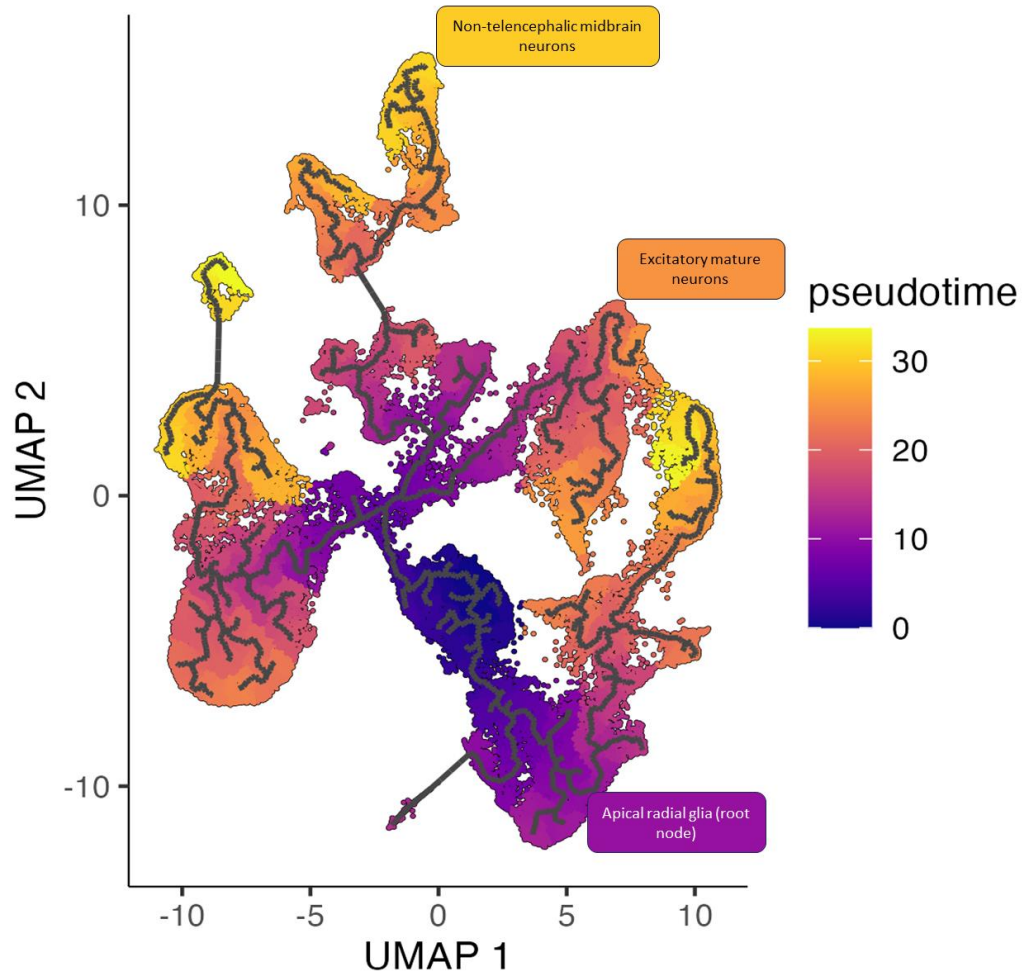 Non-telencephalic midbrain
neurons
10
Excitatory mature
neurons
pseudotime
30
20
10
0
UMAP 2
0
-10
Apical radial glia (root
node)
-10
-5
0
5
10
UMAP 1